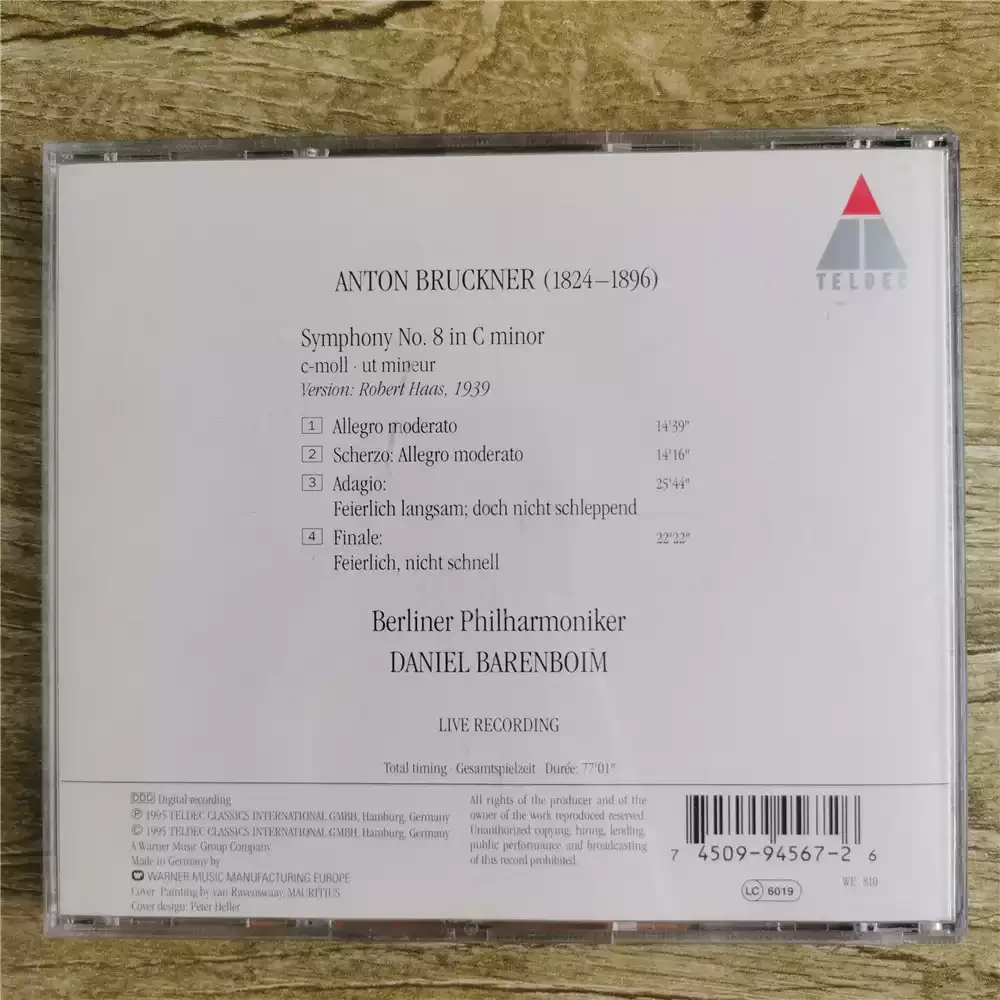 TELDEC
ANTON BRUCKNER (1824–1896)
Symphony No. 8 in C minor
c-moll · ut mineur
Version: Robert Haas, 1939
1 Allegro moderato 14'39"
2 Scherzo: Allegro moderato 14'16"
3 Adagio: 25'44"
Feierlich langsam; doch nicht schleppend
4 Finale: 22'22"
Feierlich, nicht schnell
Berliner Philharmoniker
DANIEL BARENBOIM
LIVE RECORDING
Total timing · Gesamtspielzeit · Durée: 77'01"
DDD Digital recording
℗ 1995 TELDEC CLASSICS INTERNATIONAL GMBH, Hamburg, Germany
© 1995 TELDEC CLASSICS INTERNATIONAL GMBH, Hamburg, Germany
A Warner Music Group Company
Made in Germany by
WARNER MUSIC MANUFACTURING EUROPE
Cover Painting by van Ravenswaay, MAURITIUS
Cover design: Peter Heller
All rights of the producer and of the
owner of the work reproduced reserved.
Unauthorized copying, hiring, lending,
public performance and broadcasting
of this record prohibited.
7 45099-94567-2 6
WE 810
LC 6019